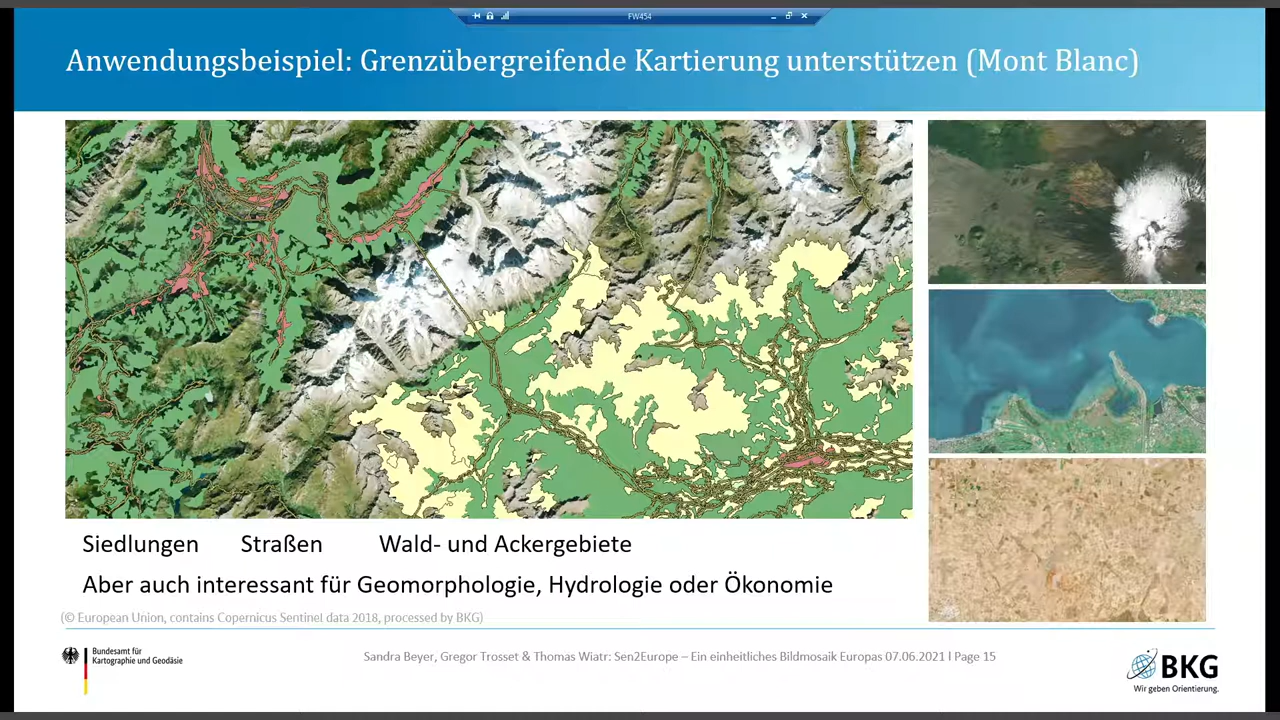 FW454
Anwendungsbeispiel: Grenzübergreifende Kartierung unterstützen (Mont Blanc)
Siedlungen Straßen Wald- und Ackergebiete
Aber auch interessant für Geomorphologie, Hydrologie oder Ökonomie
(© European Union, contains Copernicus Sentinel data 2018, processed by BKG)
Bundesamt für
Kartographie und Geodäsie
Sandra Beyer, Gregor Trosset & Thomas Wiatr: Sen2Europe – Ein einheitliches Bildmosaik Europas 07.06.2021 I Page 15
BKG
Wir geben Orientierung.